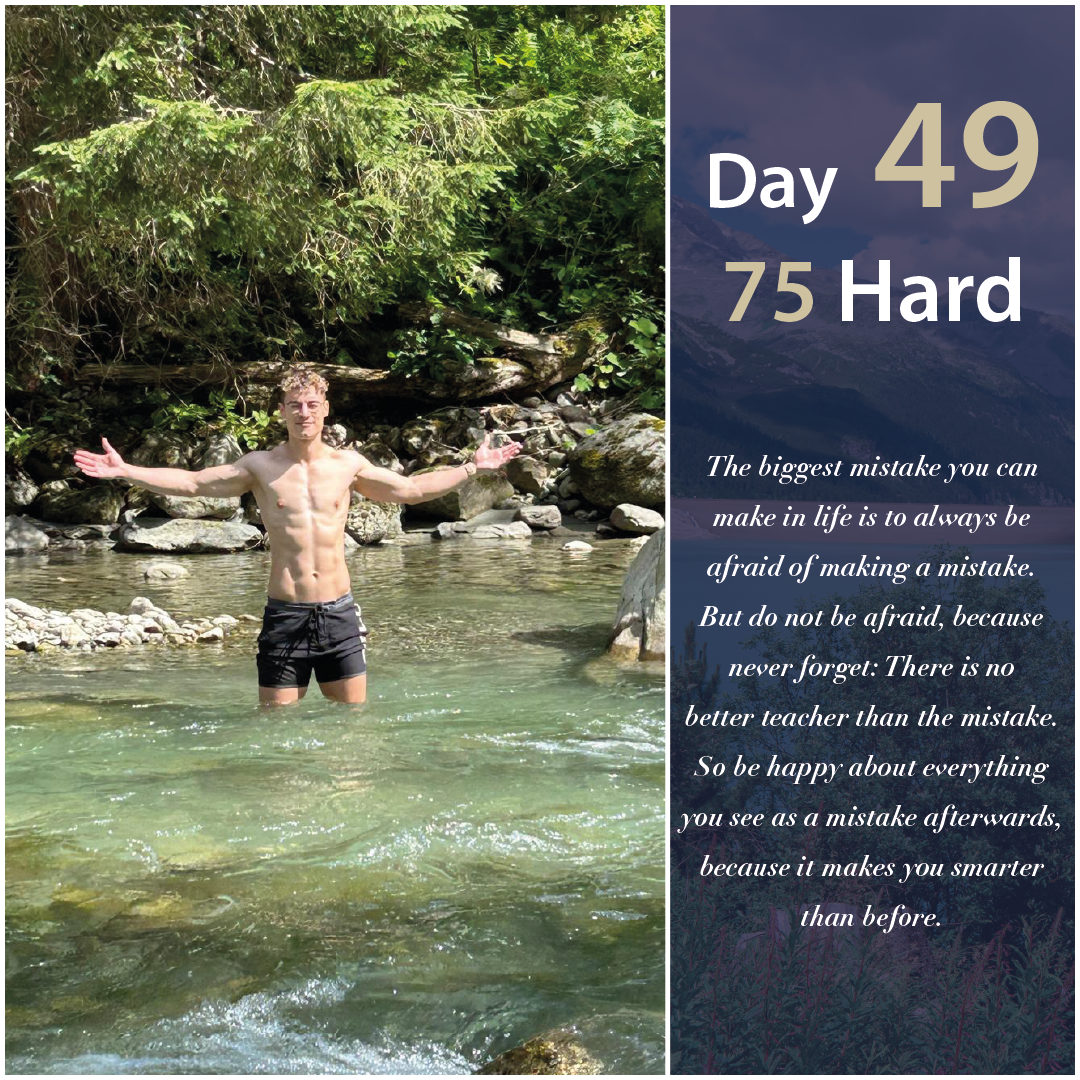 Day 49
75 Hard
The biggest mistake you can
make in life is to always be
afraid of making a mistake.
But do not be afraid, because
never forget: There is no
better teacher than the mistake.
So be happy about everything
you see as a mistake afterwards,
because it makes you smarter
than before.